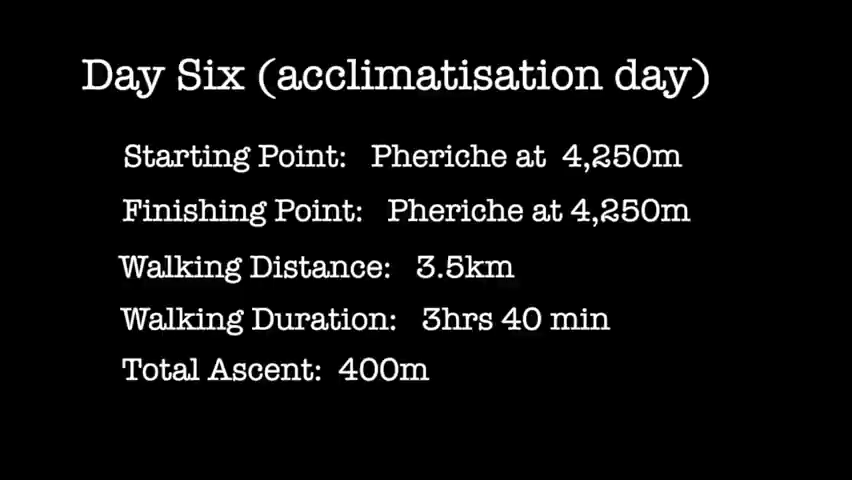 Day Six (acclimatisation day)
Starting Point: Pheriche at 4,250m
Finishing Point: Pheriche at 4,250m
Walking Distance: 3.5km
Walking Duration: 3hrs 40 min
Total Ascent: 400m